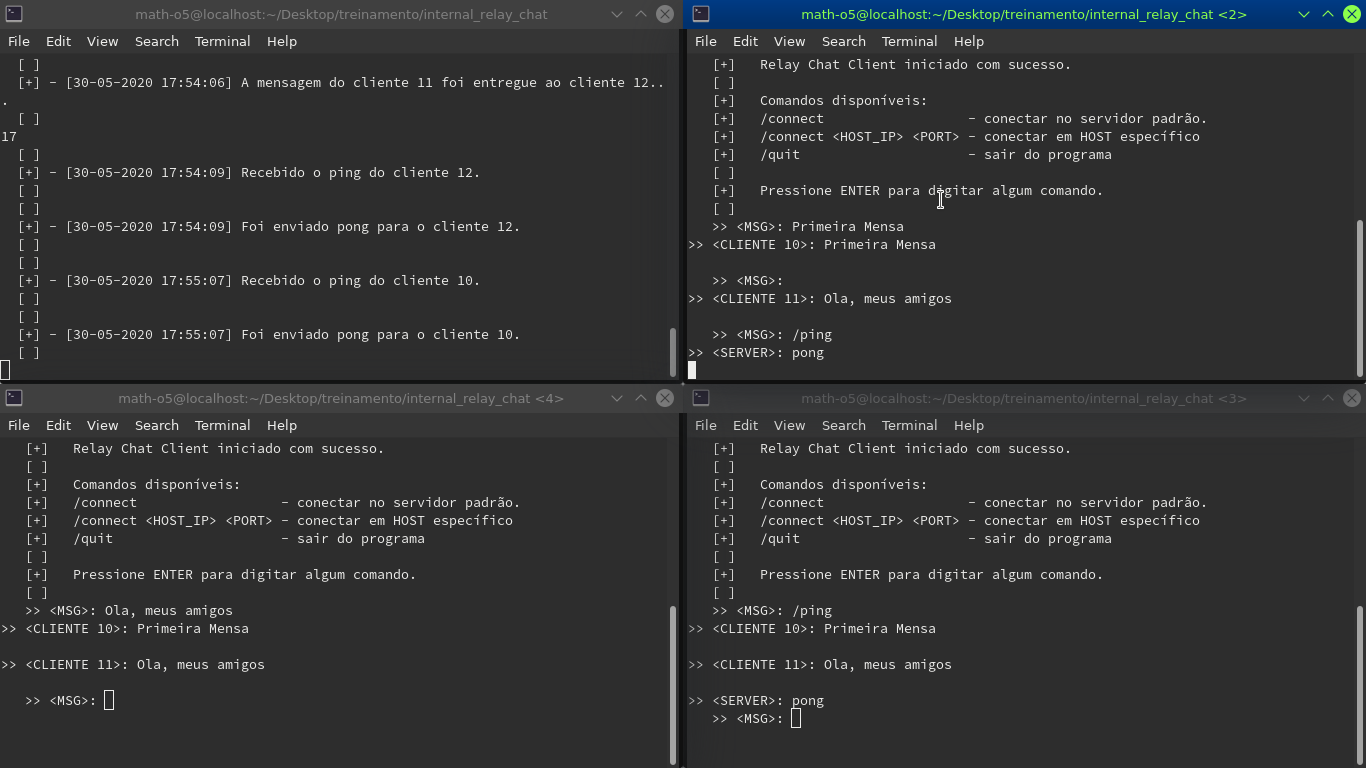 math-o5@localhost:~/Desktop/treinamento/internal_relay_chat
File Edit View Search Terminal Help
[ ]
[+] - [30-05-2020 17:54:06] A mensagem do cliente 11 foi entregue ao cliente 12..
.
[ ]
17
[ ]
[+] - [30-05-2020 17:54:09] Recebido o ping do cliente 12.
[ ]
[ ]
[+] - [30-05-2020 17:54:09] Foi enviado pong para o cliente 12.
[ ]
[ ]
[+] - [30-05-2020 17:55:07] Recebido o ping do cliente 10.
[ ]
[ ]
[+] - [30-05-2020 17:55:07] Foi enviado pong para o cliente 10.
[ ]
math-o5@localhost:~/Desktop/treinamento/internal_relay_chat <2>
File Edit View Search Terminal Help
[+] Relay Chat Client iniciado com sucesso.
[ ]
[+] Comandos disponíveis:
[+] /connect - conectar no servidor padrão.
[+] /connect <HOST_IP> <PORT> - conectar em HOST específico
[+] /quit - sair do programa
[ ]
[+] Pressione ENTER para digitar algum comando.
[ ]
>> <MSG>: Primeira Mensa
>> <CLIENTE 10>: Primeira Mensa
>> <MSG>:
>> <CLIENTE 11>: Ola, meus amigos
>> <MSG>: /ping
>> <SERVER>: pong
math-o5@localhost:~/Desktop/treinamento/internal_relay_chat <4>
File Edit View Search Terminal Help
[+] Relay Chat Client iniciado com sucesso.
[ ]
[+] Comandos disponíveis:
[+] /connect - conectar no servidor padrão.
[+] /connect <HOST_IP> <PORT> - conectar em HOST específico
[+] /quit - sair do programa
[ ]
[+] Pressione ENTER para digitar algum comando.
[ ]
>> <MSG>: Ola, meus amigos
>> <CLIENTE 10>: Primeira Mensa
>> <CLIENTE 11>: Ola, meus amigos
>> <MSG>:
math-o5@localhost:~/Desktop/treinamento/internal_relay_chat <3>
File Edit View Search Terminal Help
[+] Relay Chat Client iniciado com sucesso.
[ ]
[+] Comandos disponíveis:
[+] /connect - conectar no servidor padrão.
[+] /connect <HOST_IP> <PORT> - conectar em HOST específico
[+] /quit - sair do programa
[ ]
[+] Pressione ENTER para digitar algum comando.
[ ]
>> <MSG>: /ping
>> <CLIENTE 10>: Primeira Mensa
>> <CLIENTE 11>: Ola, meus amigos
>> <SERVER>: pong
>> <MSG>: